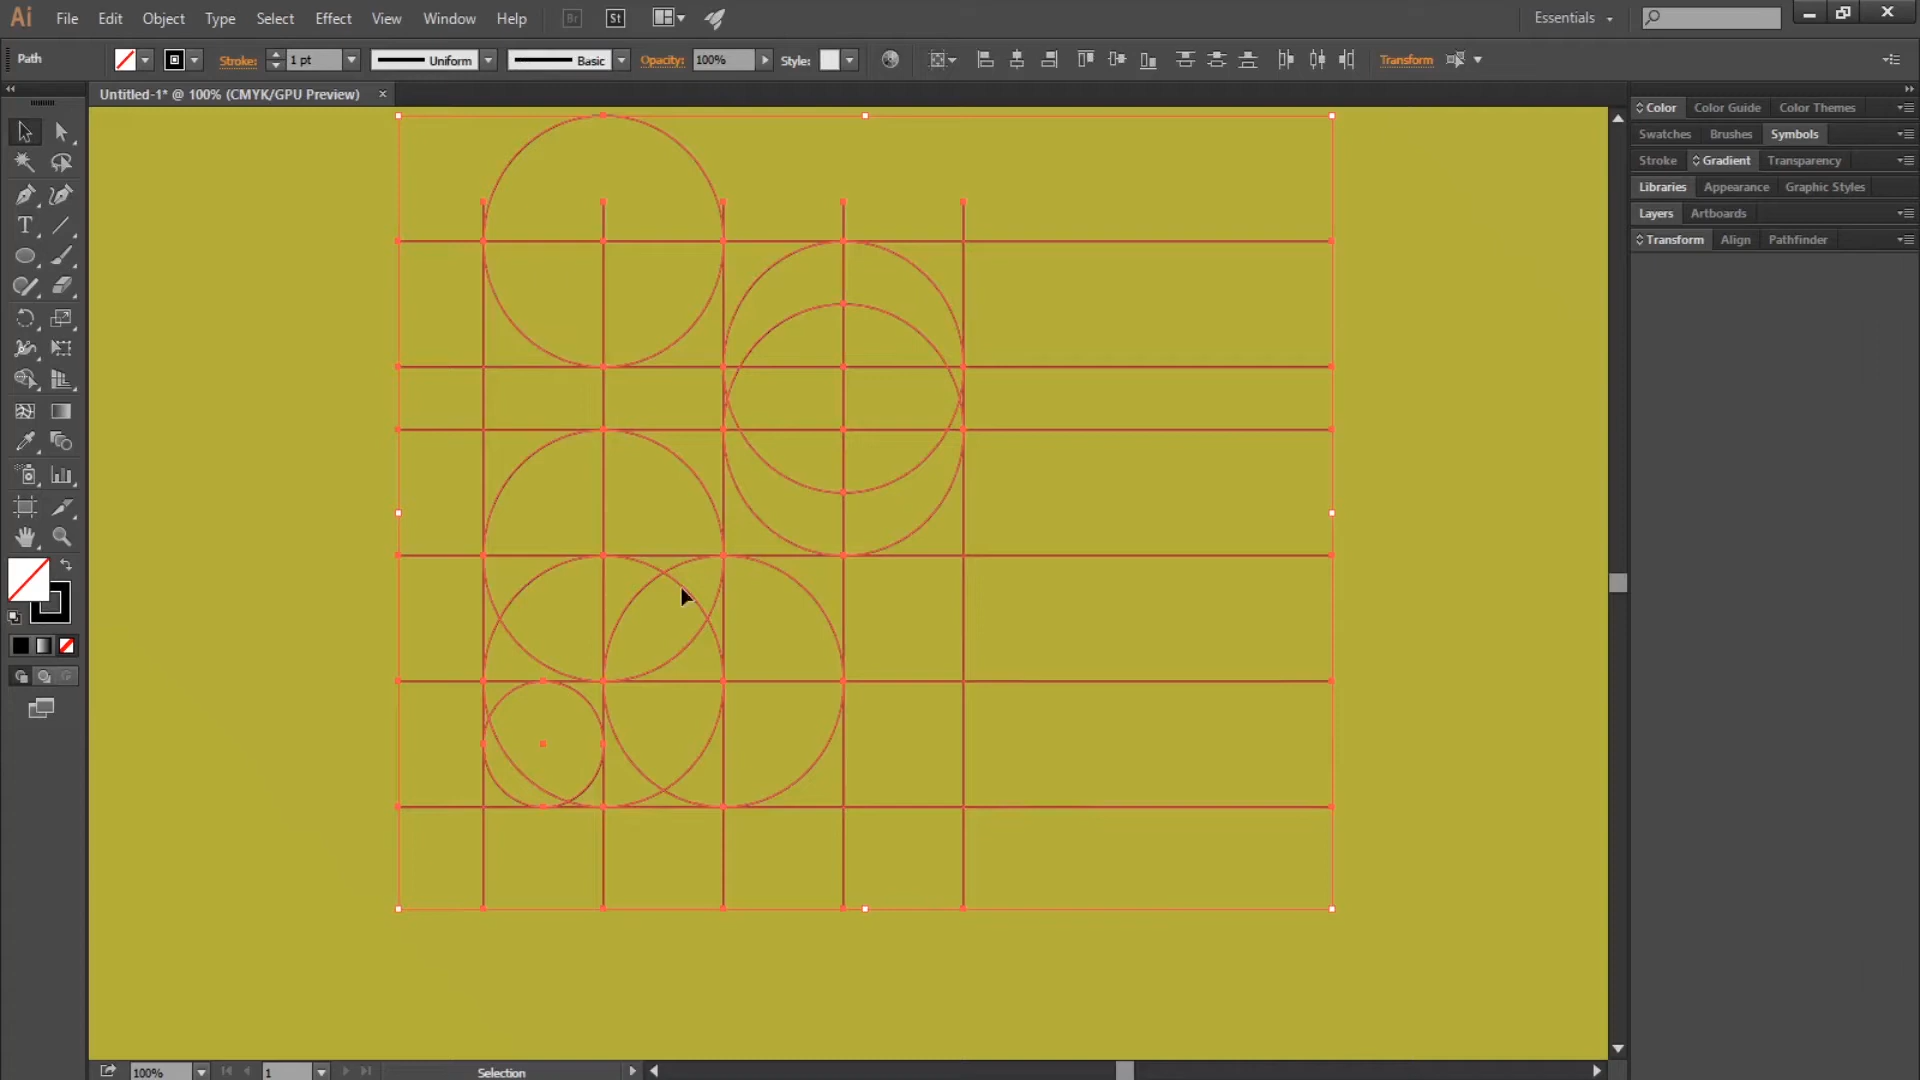 Ai File Edit Object Type Select Effect View Window Help Br St Essentials
Path Stroke: 1 pt Uniform Basic Opacity: 100% Style: Transform
Untitled-1* @ 100% (CMYK/GPU Preview)
Color Color Guide Color Themes
Swatches Brushes Symbols
Stroke Gradient Transparency
Libraries Appearance Graphic Styles
Layers Artboards
Transform Align Pathfinder
T
100% 1 Selection